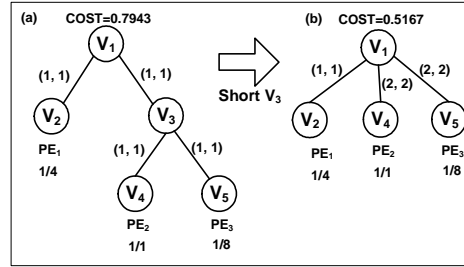 (a) COST=0.7943
V1
(1, 1) (1, 1)
V2 V3
PE1
1/4
(1, 1) (1, 1)
V4 V5
PE2 PE3
1/1 1/8
Short V3
(b) COST=0.5167
V1
(1, 1) (2, 2) (2, 2)
V2 V4 V5
PE1 PE2 PE3
1/4 1/1 1/8